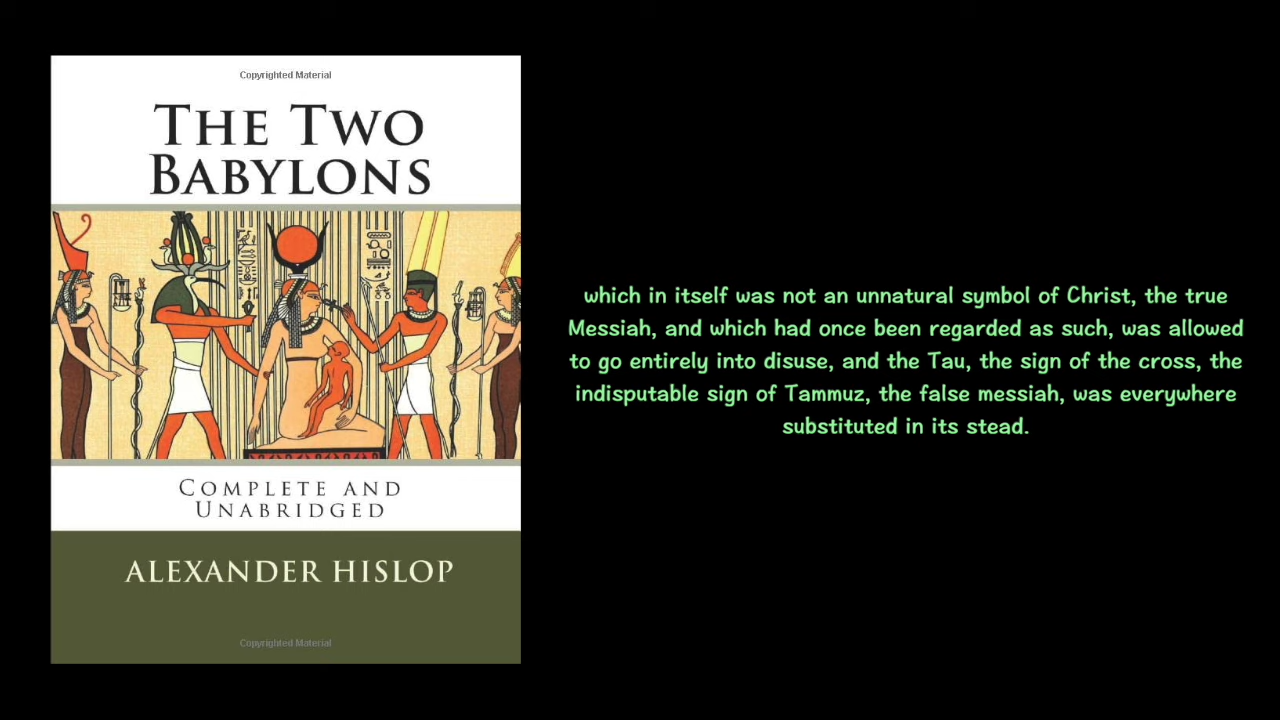 Copyrighted Material
THE TWO
BABYLONS
COMPLETE AND
UNABRIDGED
ALEXANDER HISLOP
Copyrighted Material
which in itself was not an unnatural symbol of Christ, the true
Messiah, and which had once been regarded as such, was allowed
to go entirely into disuse, and the Tau, the sign of the cross, the
indisputable sign of Tammuz, the false messiah, was everywhere
substituted in its stead.